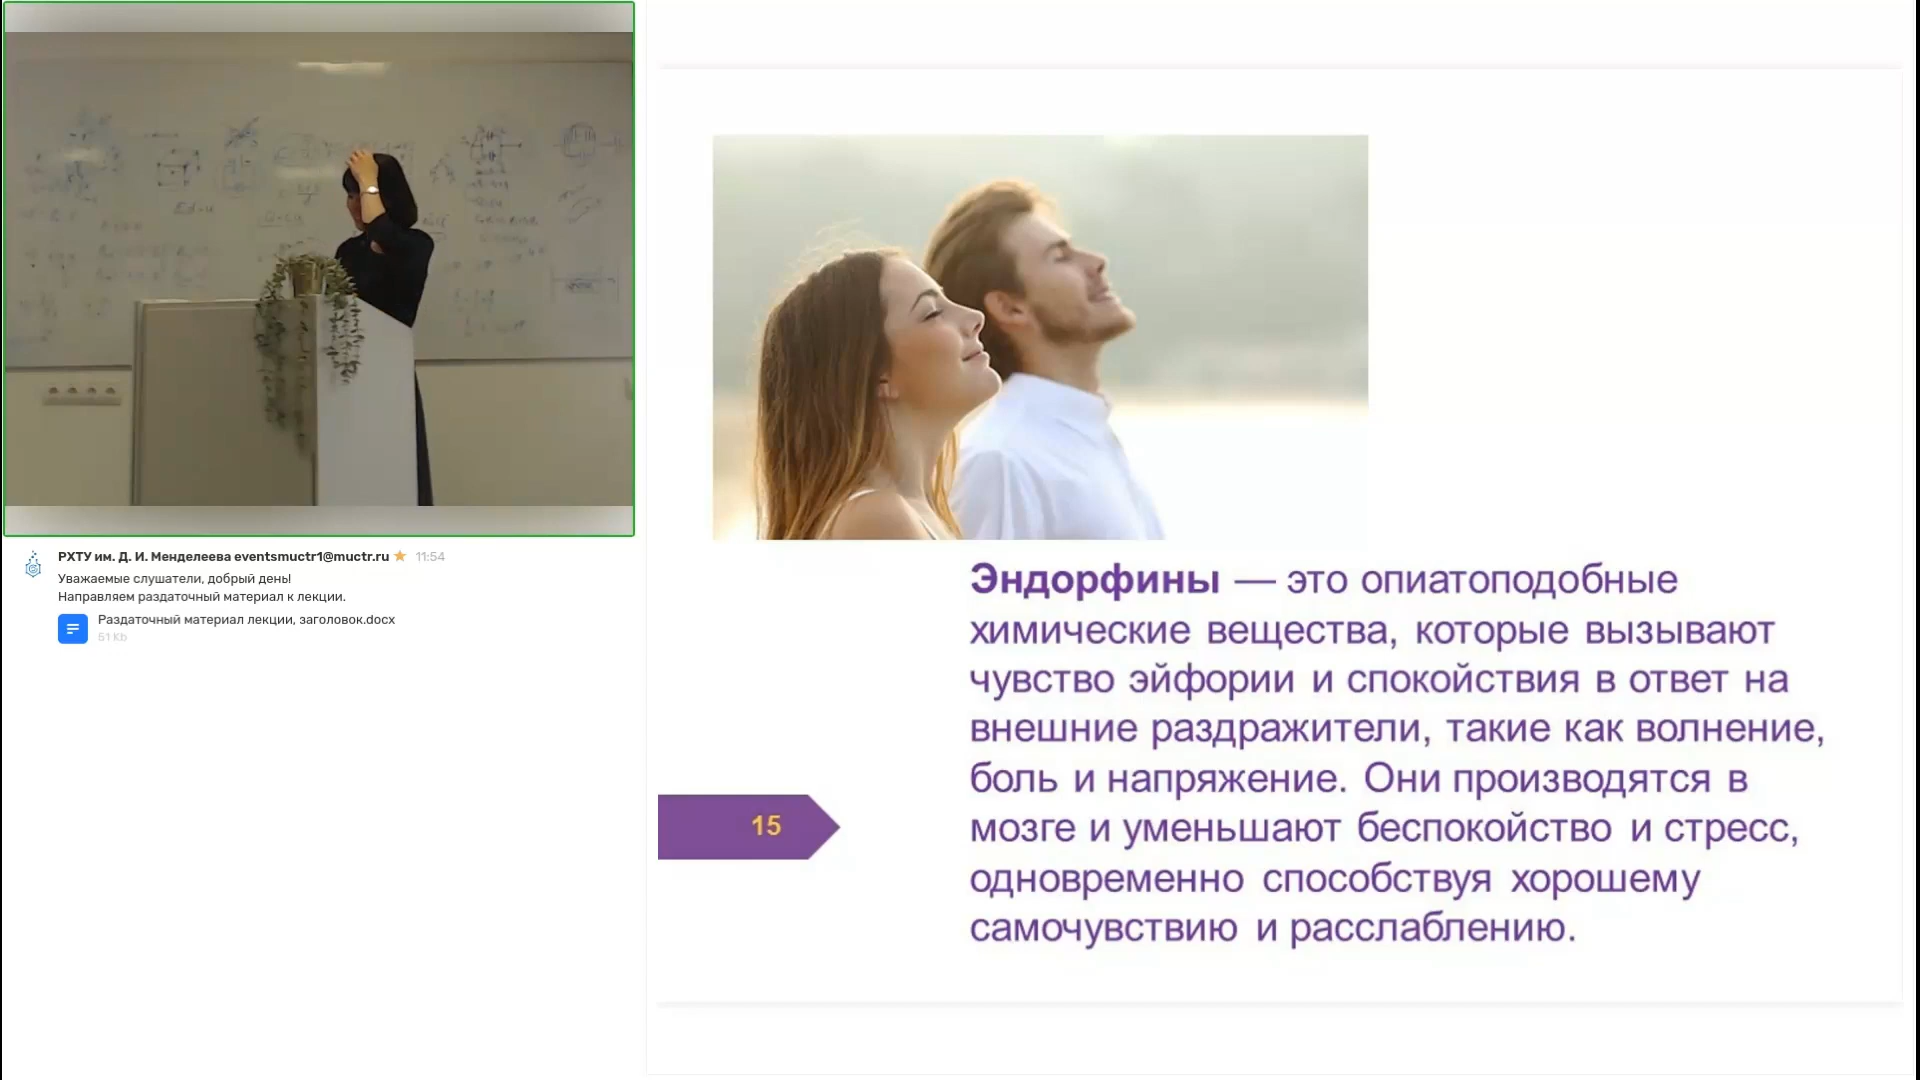 РХТУ им. Д. И. Менделеева eventsmuctr1@muctr.ru 11:54
Уважаемые слушатели, добрый день!
Направляем раздаточный материал к лекции.
Раздаточный материал лекции, заголовок.docx
51 Kb
Эндорфины — это опиатоподобные
химические вещества, которые вызывают
чувство эйфории и спокойствия в ответ на
внешние раздражители, такие как волнение,
боль и напряжение. Они производятся в
мозге и уменьшают беспокойство и стресс,
одновременно способствуя хорошему
самочувствию и расслаблению.
15